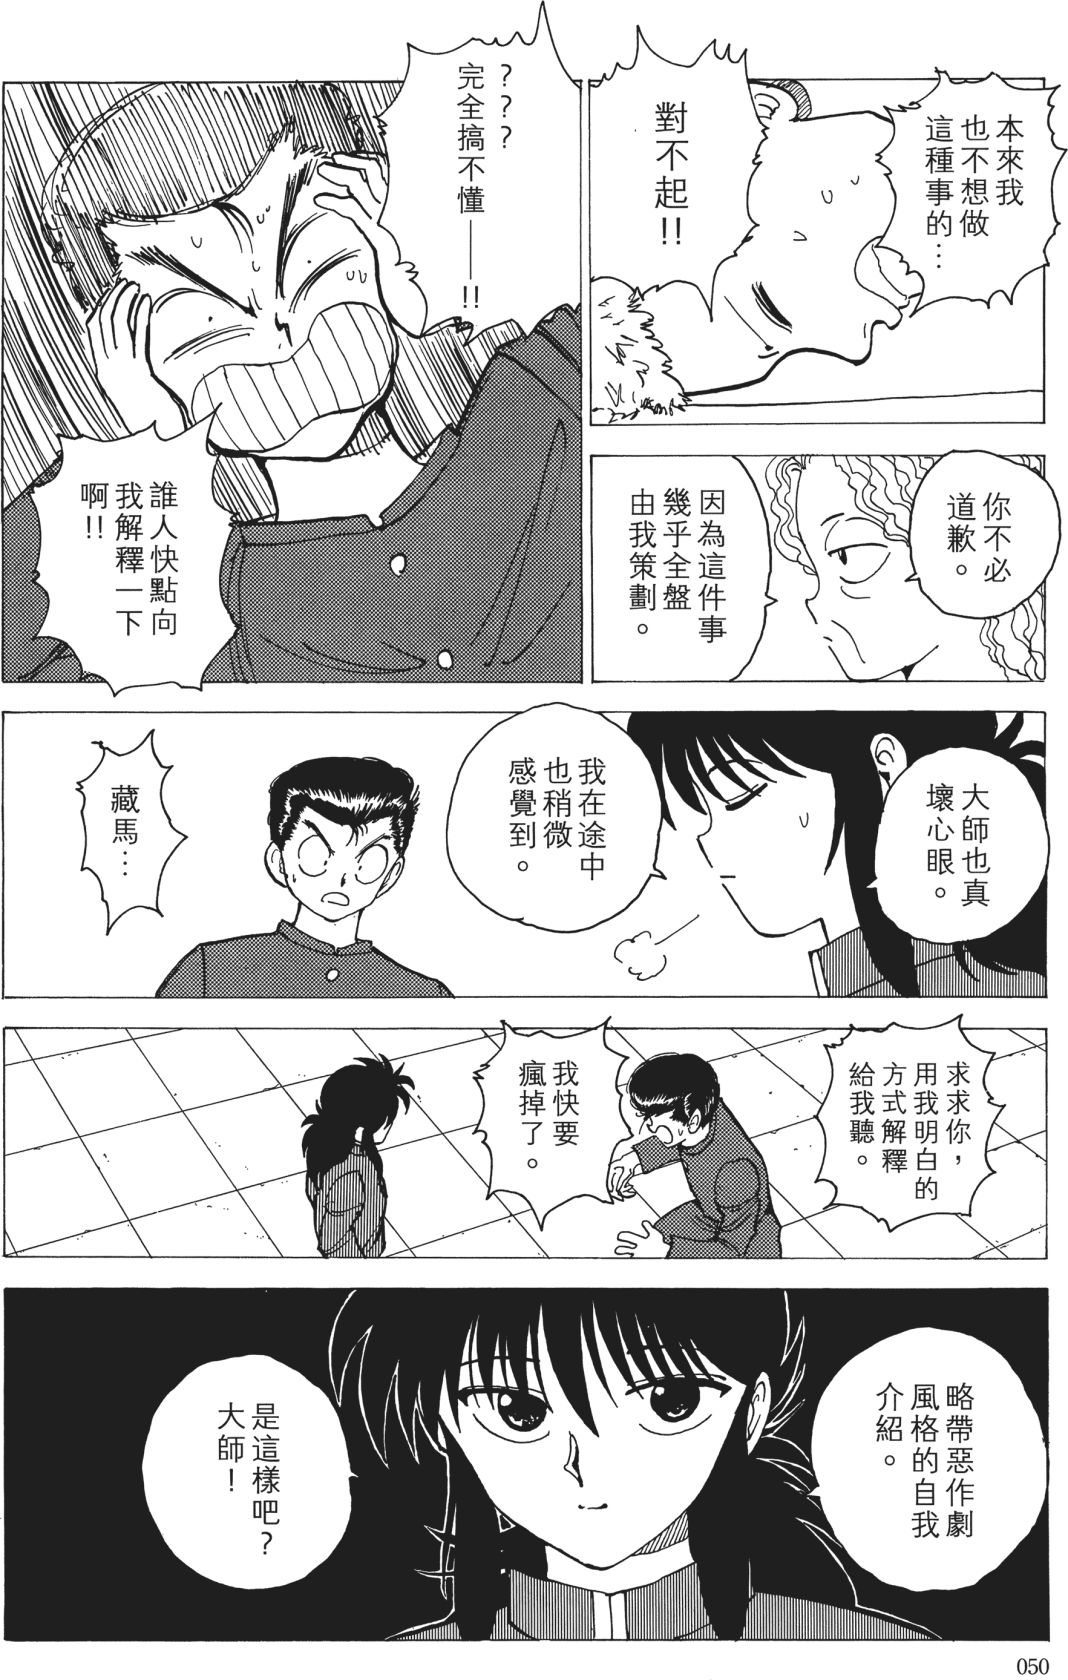 本來我
也不想做
這種事的…
對不起!!
???
完全搞不懂——!!
誰人快點向
我解釋一下
啊!!
你不必
道歉。
因為這件事
幾乎全盤
由我策劃。
大師也真
壞心眼。
我在途中
也稍微
感覺到。
藏馬…
求求你，
用我明白的
方式解釋
給我聽。
我快要
瘋掉了。
略帶惡作劇
風格的自我
介紹。
是這樣吧？
大師！
050